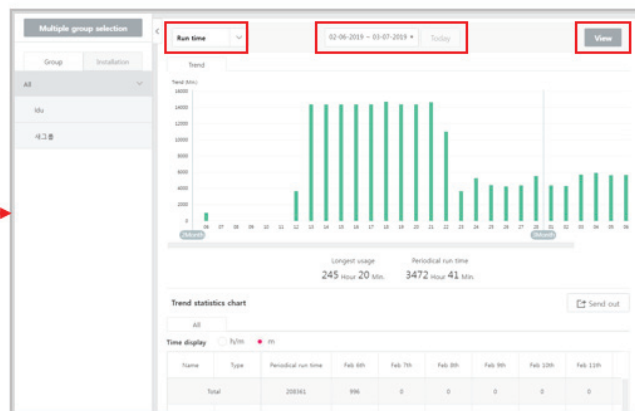 Multiple group selection
Group Installation
All
Idu
새그룹
Run time
02-06-2019 ~ 03-07-2019
Today
View
Trend
Trend (Min.)
16000
14000
12000
10000
8000
6000
4000
2000
0
06 07 08 09 10 11 12 13 14 15 16 17 18 19 20 21 22 23 24 25 26 27 28 01 02 03 04 05 06
2Month 3Month
Longest usage Periodical run time
245 Hour 20 Min. 3472 Hour 41 Min.
Trend statistics chart
Send out
All
Time display h/m m
Name Type Periodical run time Feb 6th Feb 7th Feb 8th Feb 9th Feb 10th Feb 11th
Total 208361 996 0 0 0 0 0